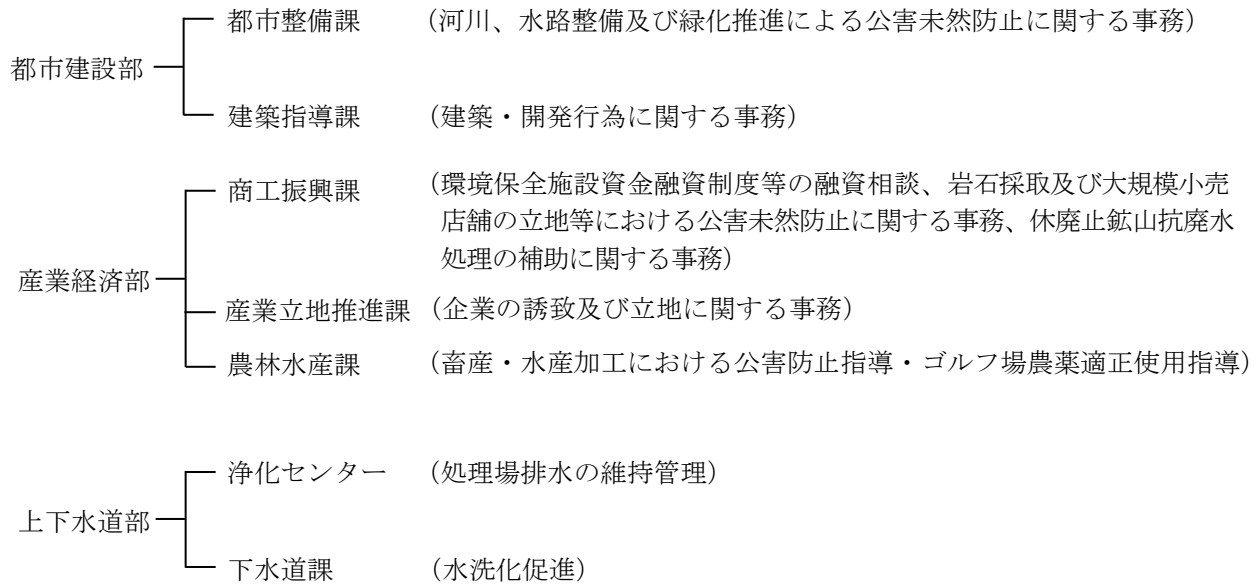 都市整備課 （河川、水路整備及び緑化推進による公害未然防止に関する事務）
都市建設部
建築指導課 （建築・開発行為に関する事務）
商工振興課 （環境保全施設資金融資制度等の融資相談、岩石採取及び大規模小売
店舗の立地等における公害未然防止に関する事務、休廃止鉱山抗廃水
処理の補助に関する事務）
産業経済部
産業立地推進課 （企業の誘致及び立地に関する事務）
農林水産課 （畜産・水産加工における公害防止指導・ゴルフ場農薬適正使用指導）
浄化センター （処理場排水の維持管理）
上下水道部
下水道課 （水洗化促進）